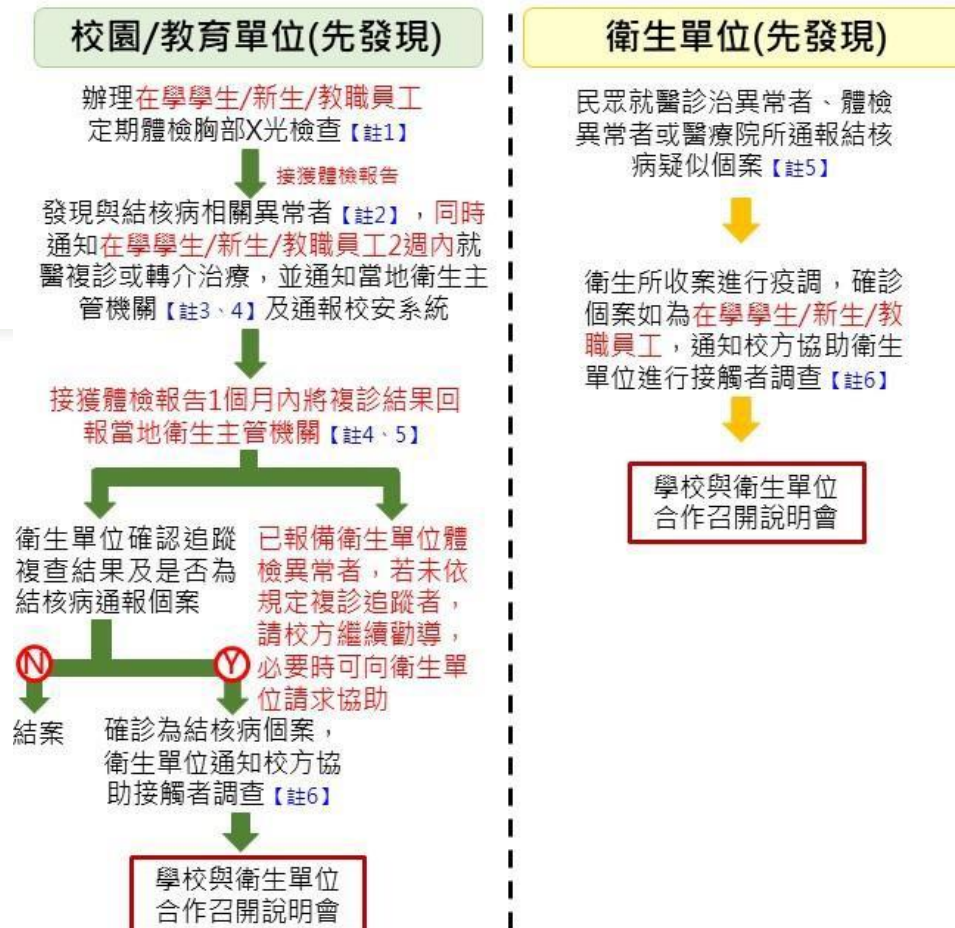 校園/教育單位(先發現)
辦理在學學生/新生/教職員工
定期體檢胸部X光檢查【註1】
接獲體檢報告
發現與結核病相關異常者【註2】，同時
通知在學學生/新生/教職員工2週內就
醫複診或轉介治療，並通知當地衛生主
管機關【註3、4】及通報校安系統
接獲體檢報告1個月內將複診結果回
報當地衛生主管機關【註4、5】
衛生單位確認追蹤
複查結果及是否為
結核病通報個案
已報備衛生單位體
檢異常者，若未依
規定複診追蹤者，
請校方繼續勸導，
必要時可向衛生單
位請求協助
N
Y
結案
確診為結核病個案，
衛生單位通知校方協
助接觸者調查【註6】
學校與衛生單位
合作召開說明會
衛生單位(先發現)
民眾就醫診治異常者、體檢
異常者或醫療院所通報結核
病疑似個案【註5】
衛生所收案進行疫調，確診
個案如為在學學生/新生/教
職員工，通知校方協助衛生
單位進行接觸者調查【註6】
學校與衛生單位
合作召開說明會